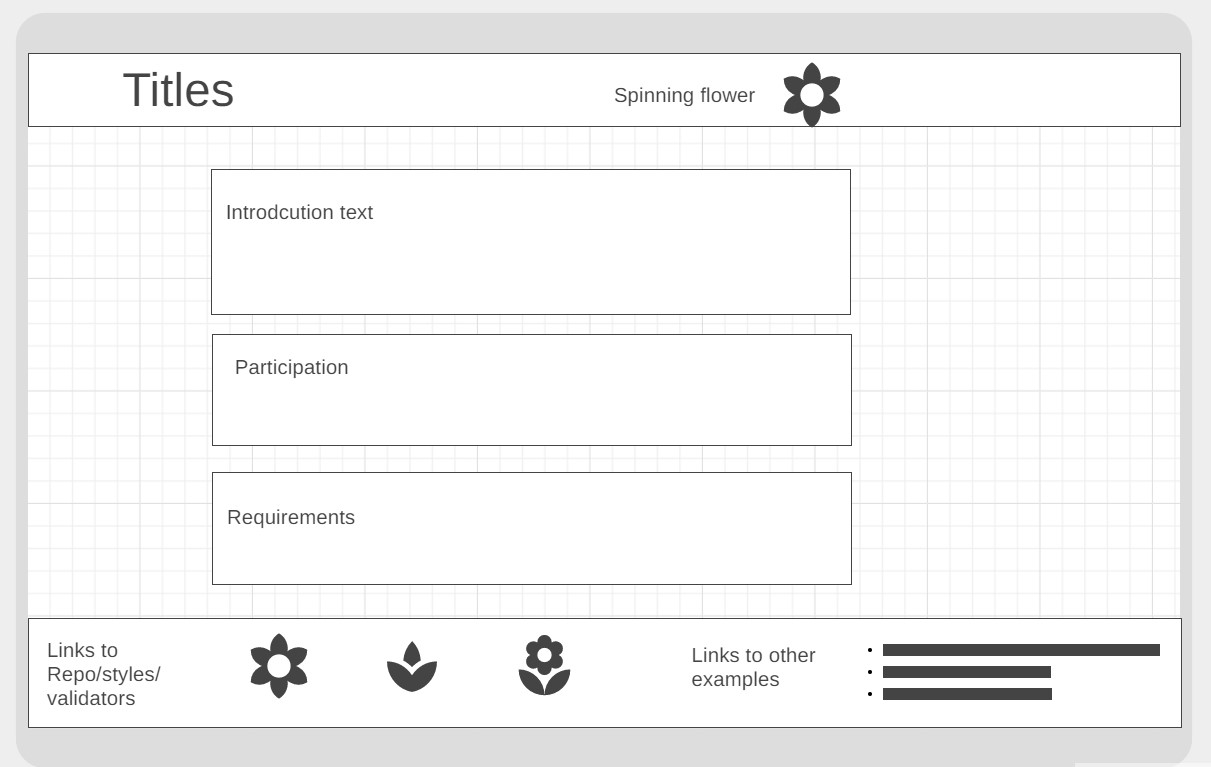 Titles
Spinning flower
Introdcution text
Participation
Requirements
Links to
Repo/styles/
validators
Links to other
examples